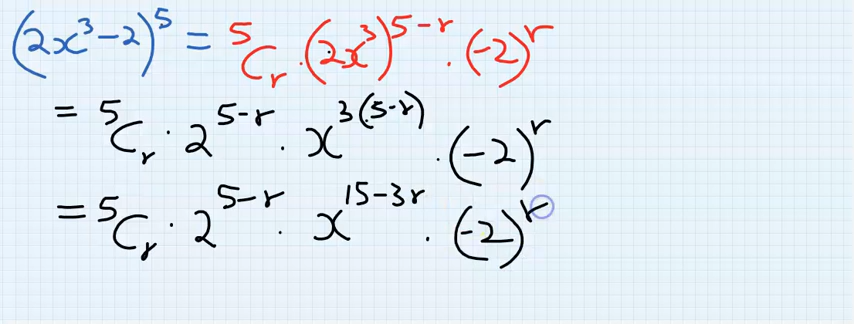 (2x³-2)⁵ = ⁵Cᵣ · (2x³)⁵⁻ʳ · (-2)ʳ
= ⁵Cᵣ · 2⁵⁻ʳ · x³⁽⁵⁻ʳ⁾ · (-2)ʳ
= ⁵Cᵣ · 2⁵⁻ʳ · x¹⁵⁻³ʳ · (-2)ʳ